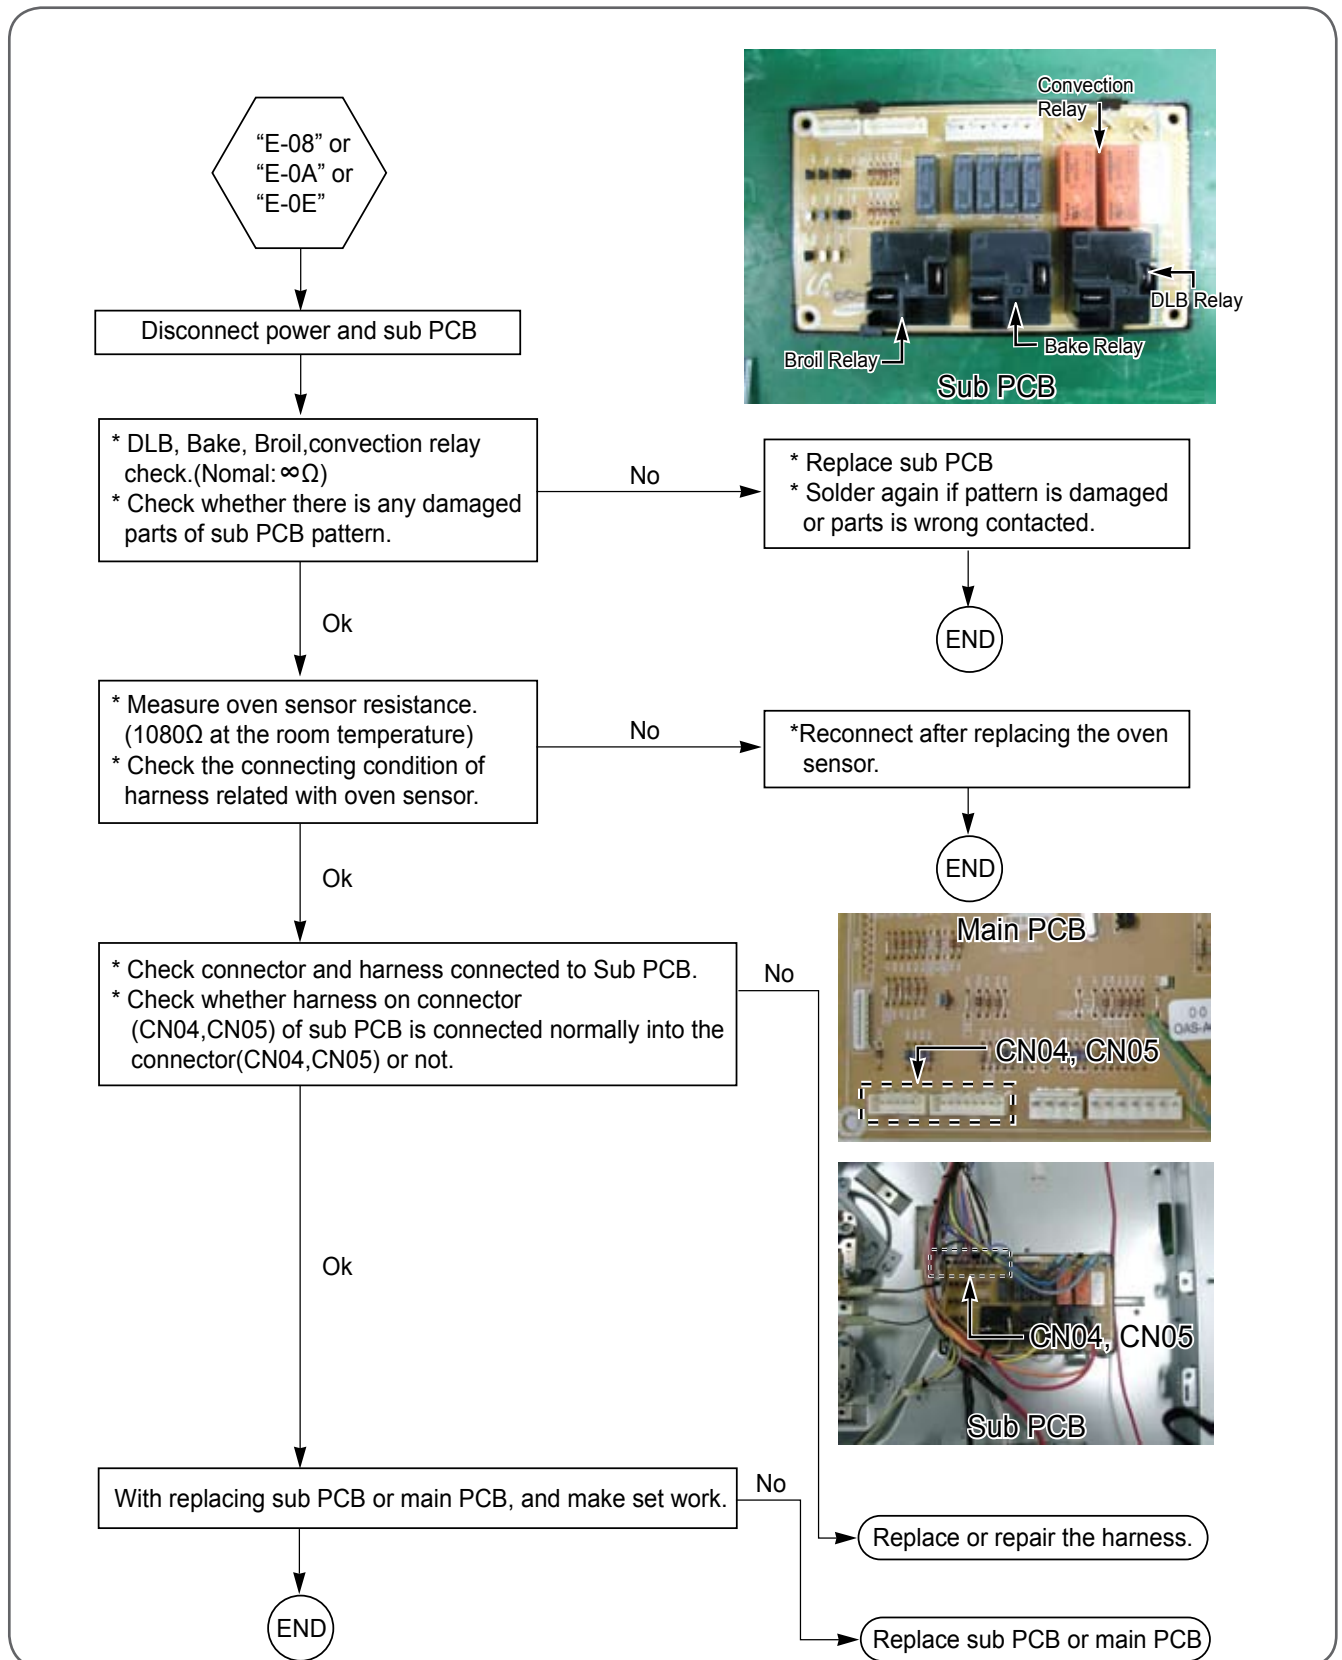 “E-08” or
“E-0A” or
“E-0E”
Convection
Relay
DLB Relay
Bake Relay
Broil Relay
Sub PCB
Disconnect power and sub PCB
* DLB, Bake, Broil,convection relay
check.(Nomal: ∞Ω)
* Check whether there is any damaged
parts of sub PCB pattern.
No
* Replace sub PCB
* Solder again if pattern is damaged
or parts is wrong contacted.
END
Ok
* Measure oven sensor resistance.
(1080Ω at the room temperature)
* Check the connecting condition of
harness related with oven sensor.
No
*Reconnect after replacing the oven
sensor.
END
Ok
* Check connector and harness connected to Sub PCB.
* Check whether harness on connector
(CN04,CN05) of sub PCB is connected normally into the
connector(CN04,CN05) or not.
No
Main PCB
CN04, CN05
CN04, CN05
Sub PCB
Ok
With replacing sub PCB or main PCB, and make set work.
No
Replace or repair the harness.
END
Replace sub PCB or main PCB